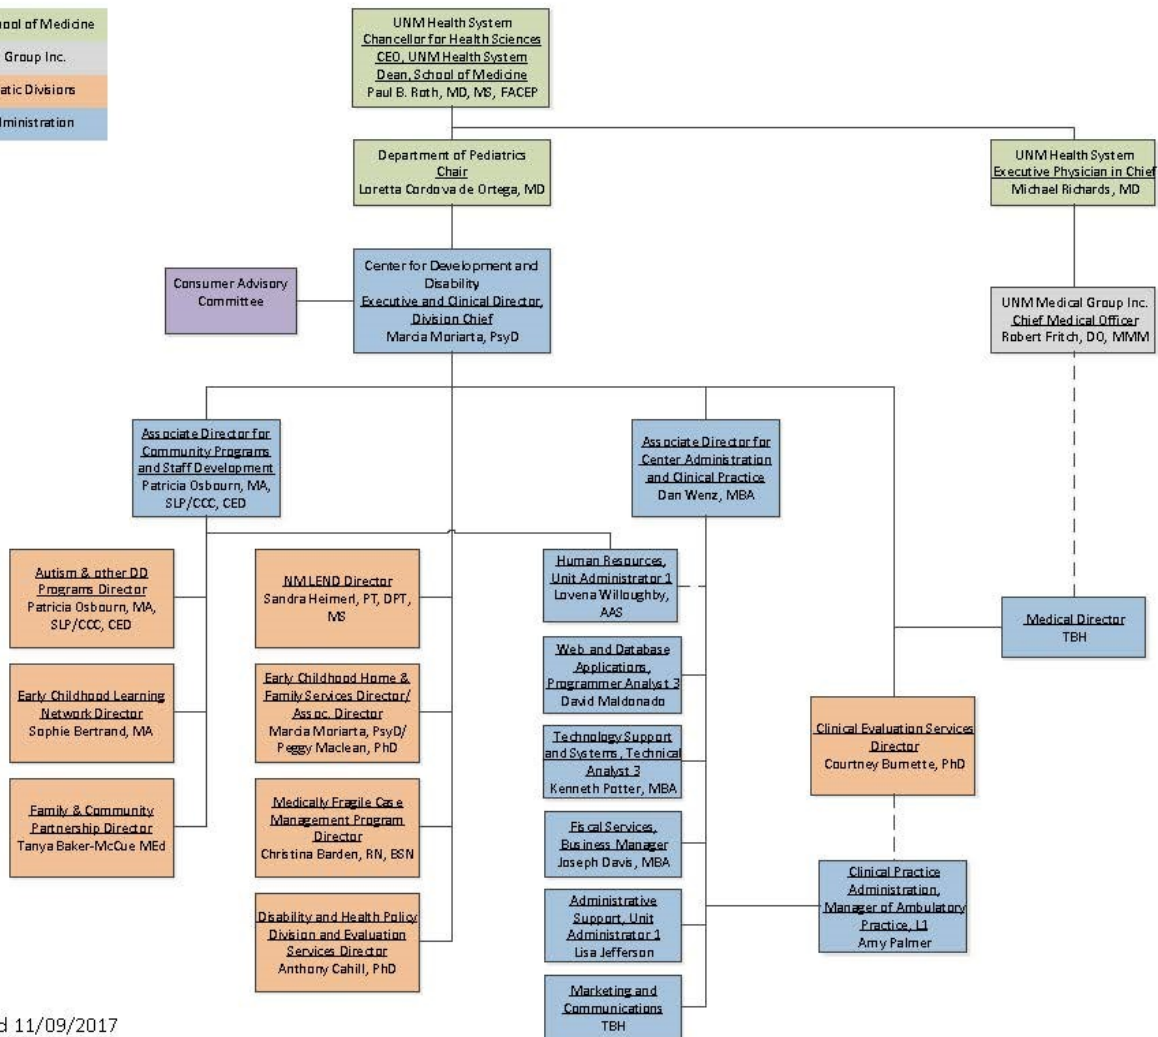 ool of Medicine
Group Inc.
atic Divisions
ministration
UNM Health System
Chancellor for Health Sciences
CEO, UNM Health System
Dean, School of Medicine
Paul B. Roth, MD, MS, FACEP
Department of Pediatrics
Chair
Loretta Cordova de Ortega, MD
UNM Health System
Executive Physician in Chief
Michael Richards, MD
Consumer Advisory
Committee
Center for Development and
Disability
Executive and Clinical Director,
Division Chief
Marcia Moriarta, PsyD
UNM Medical Group Inc.
Chief Medical Officer
Robert Fritch, DO, MMM
Associate Director for
Community Programs
and Staff Development
Patricia Osbourn, MA,
SLP/CCC, CED
Associate Director for
Center Administration
and Clinical Practice
Dan Wenz, MBA
Autism & other DD
Programs Director
Patricia Osbourn, MA,
SLP/CCC, CED
NM LEND Director
Sandra Heimerl, PT, DPT,
MS
Human Resources,
Unit Administrator 1
Lovena Willoughby,
AAS
Medical Director
TBH
Early Childhood Learning
Network Director
Sophie Bertrand, MA
Early Childhood Home &
Family Services Director/
Assoc. Director
Marcia Moriarta, PsyD/
Peggy Maclean, PhD
Web and Database
Applications,
Programmer Analyst 3
David Maldonado
Clinical Evaluation Services
Director
Courtney Burnette, PhD
Technology Support
and Systems, Technical
Analyst 3
Kenneth Potter, MBA
Family & Community
Partnership Director
Tanya Baker-McCue MEd
Medically Fragile Case
Management Program
Director
Christina Barden, RN, BSN
Fiscal Services,
Business Manager
Joseph Davis, MBA
Clinical Practice
Administration,
Manager of Ambulatory
Practice, L1
Amy Palmer
Disability and Health Policy
Division and Evaluation
Services Director
Anthony Cahill, PhD
Administrative
Support, Unit
Administrator 1
Lisa Jefferson
Marketing and
Communications
TBH
d 11/09/2017